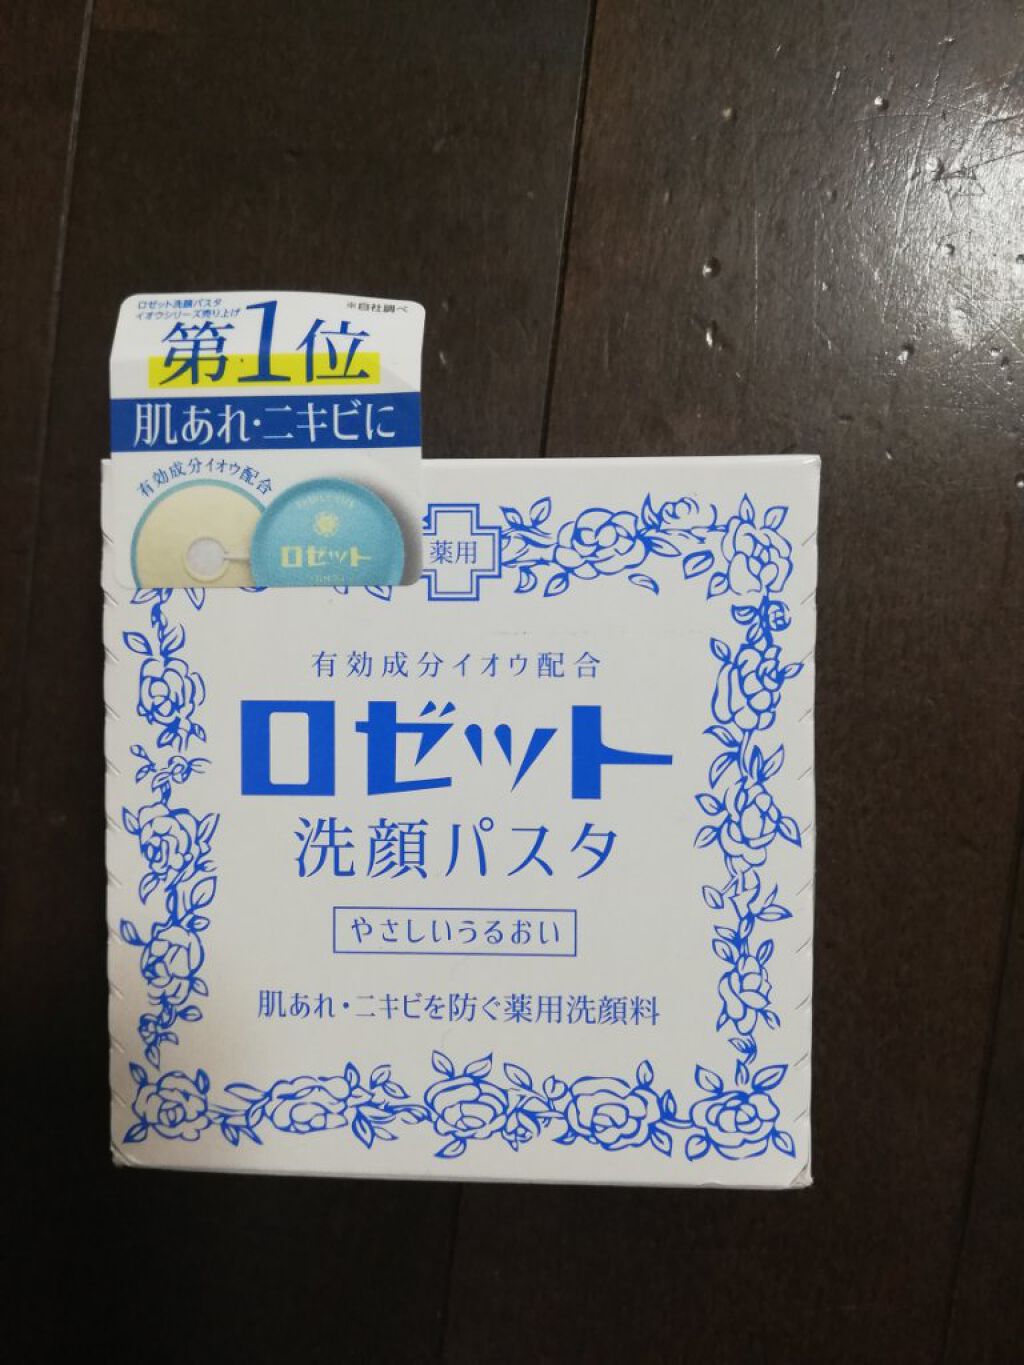 ロゼット洗顔パスタ
イオウシリーズ売り上げ
※自社調べ
第1位
肌あれ・ニキビに
有効成分イオウ配合
ロゼット
薬用
有効成分イオウ配合
ロゼット
洗顔パスタ
やさしいうるおい
肌あれ・ニキビを防ぐ薬用洗顔料